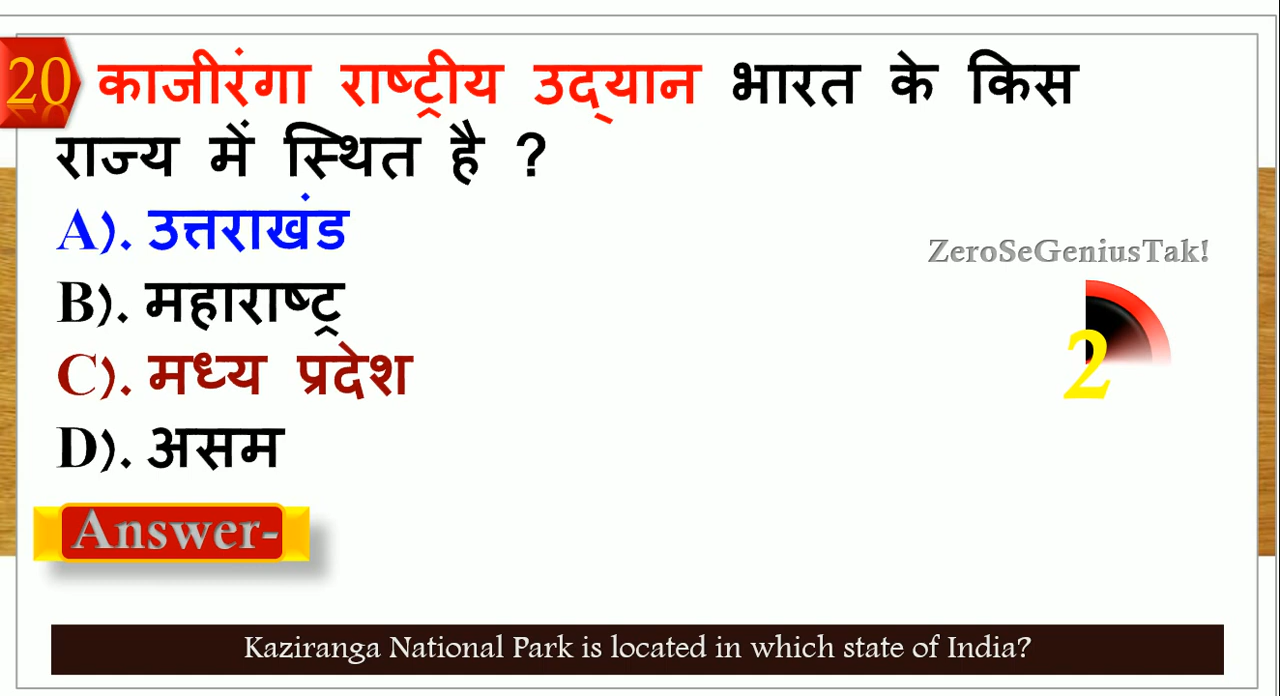 20 काजीरंगा राष्ट्रीय उद्यान भारत के किस
राज्य में स्थित है ?
A). उत्तराखंड
ZeroSeGeniusTak!
B). महाराष्ट्र
2
C). मध्य प्रदेश
D). असम
Answer-
Kaziranga National Park is located in which state of India?